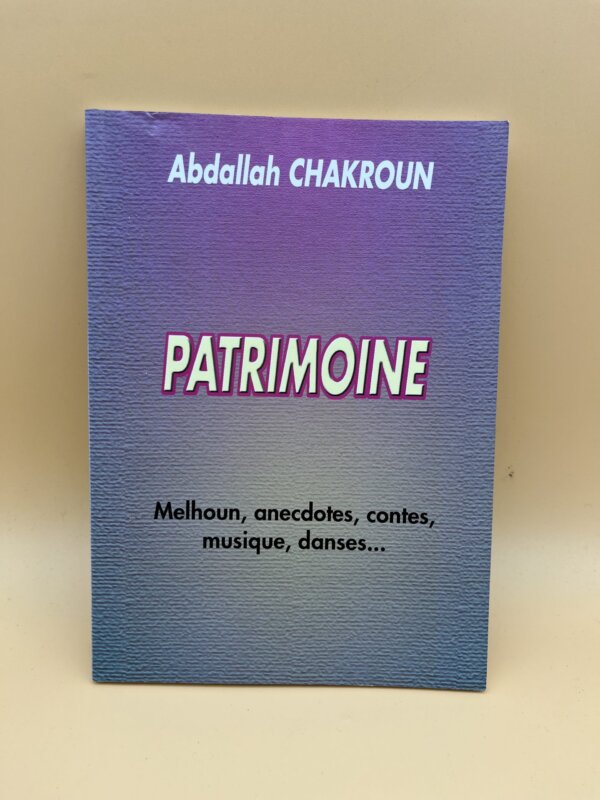 Abdallah CHAKROUN
PATRIMOINE
Melhoun, anecdotes, contes,
musique, danses...